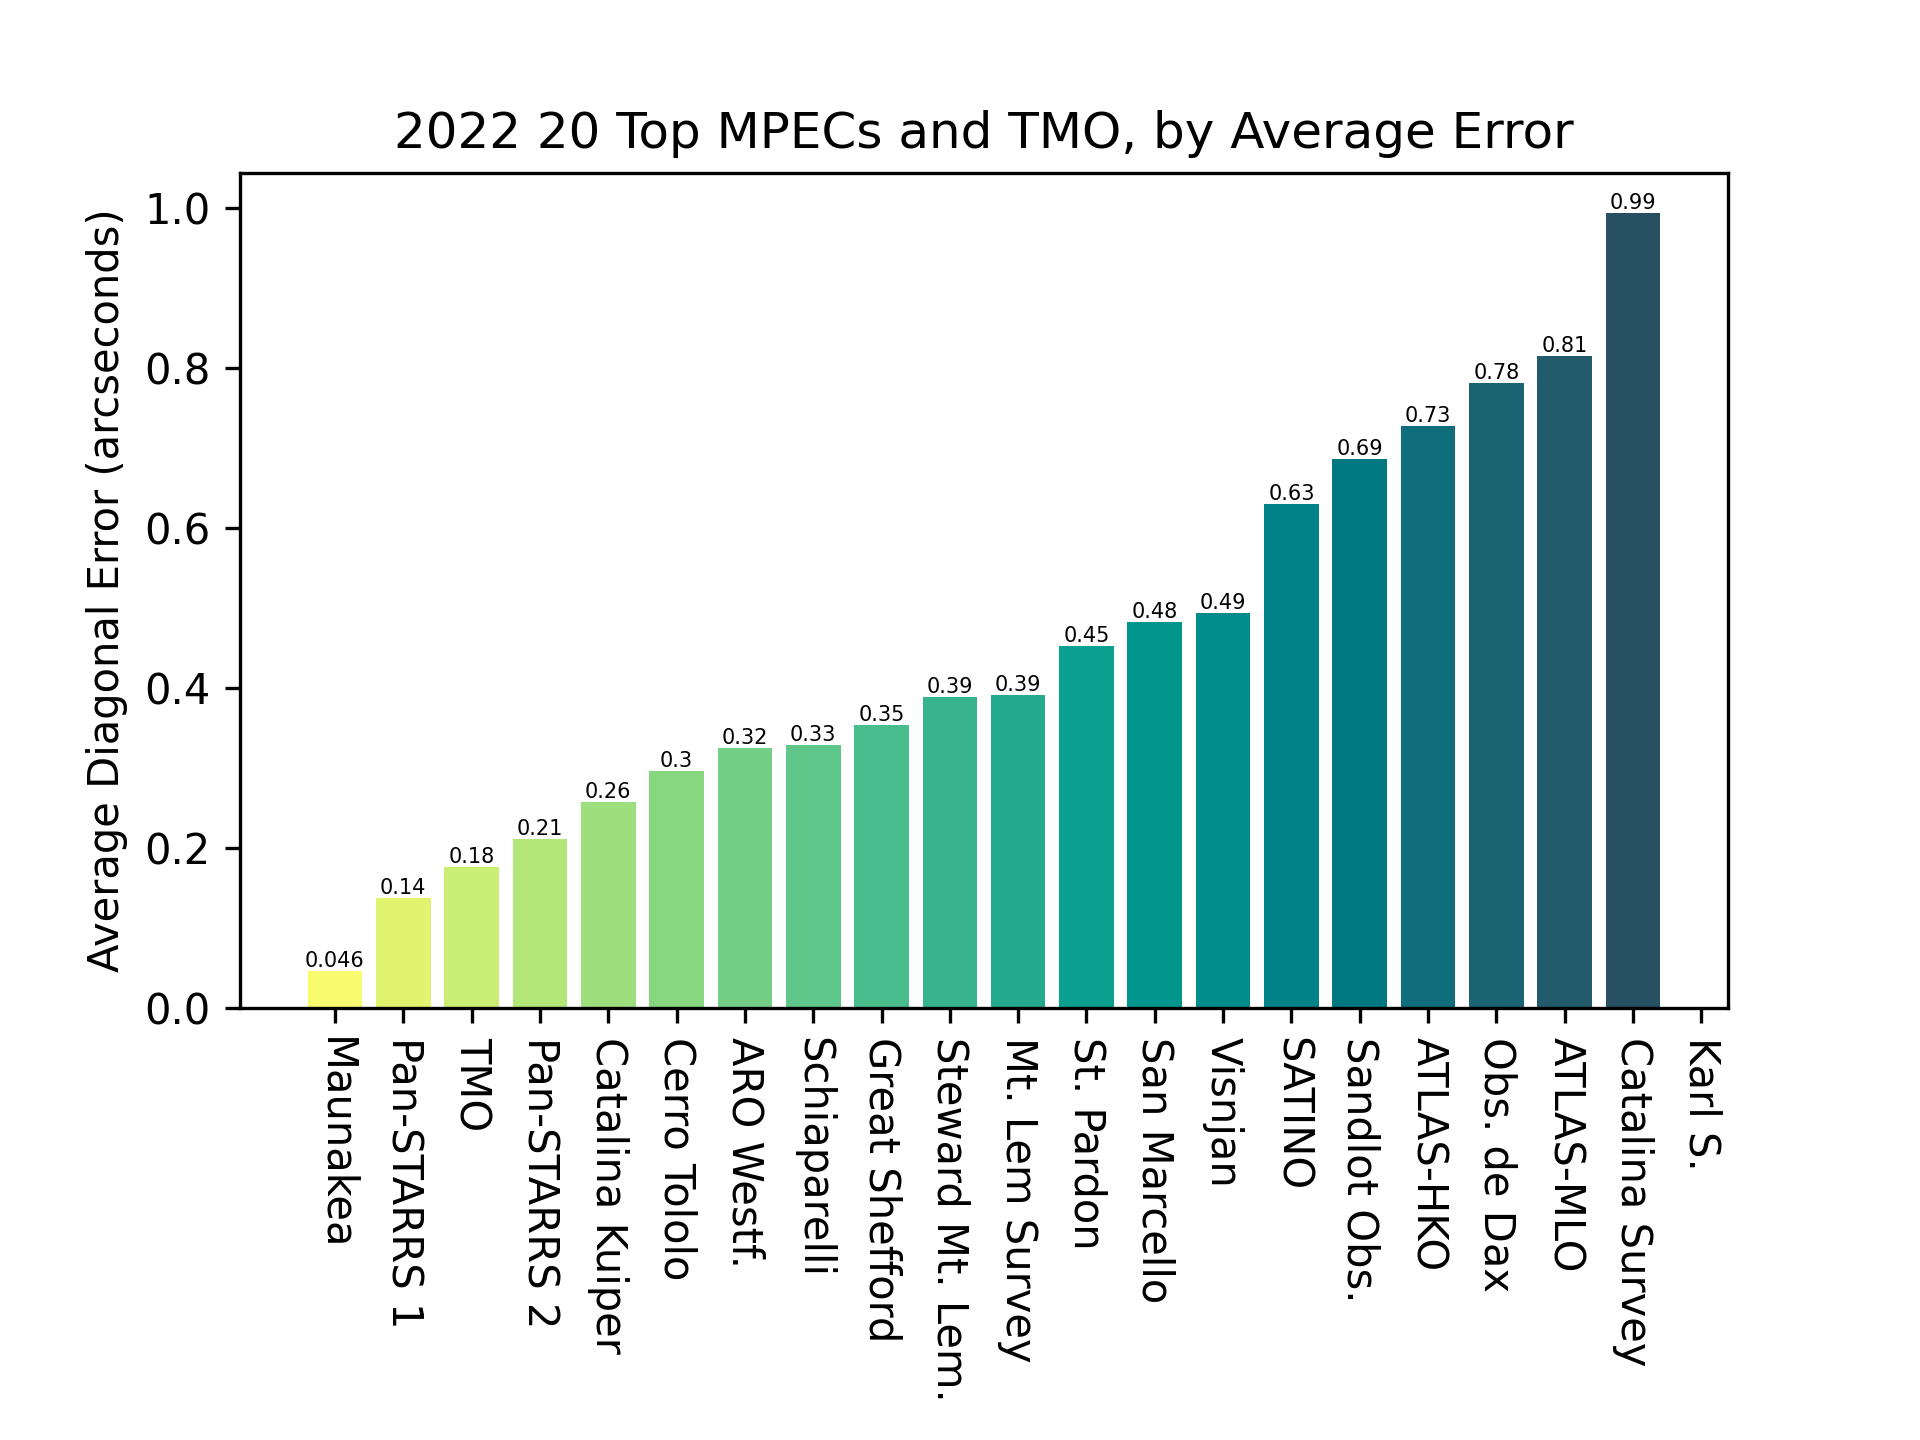 2022 20 Top MPECs and TMO, by Average Error
Average Diagonal Error (arcseconds)
1.0
0.8
0.6
0.4
0.2
0.0
0.046
0.14
0.18
0.21
0.26
0.3
0.32
0.33
0.35
0.39
0.39
0.45
0.48
0.49
0.63
0.69
0.73
0.78
0.81
0.99
Maunakea
Pan-STARRS 1
TMO
Pan-STARRS 2
Catalina Kuiper
Cerro Tololo
ARO Westf.
Schiaparelli
Great Shefford
Steward Mt. Lem.
Mt. Lem Survey
St. Pardon
San Marcello
Visnjan
SATINO
Sandlot Obs.
ATLAS-HKO
Obs. de Dax
ATLAS-MLO
Catalina Survey
Karl S.